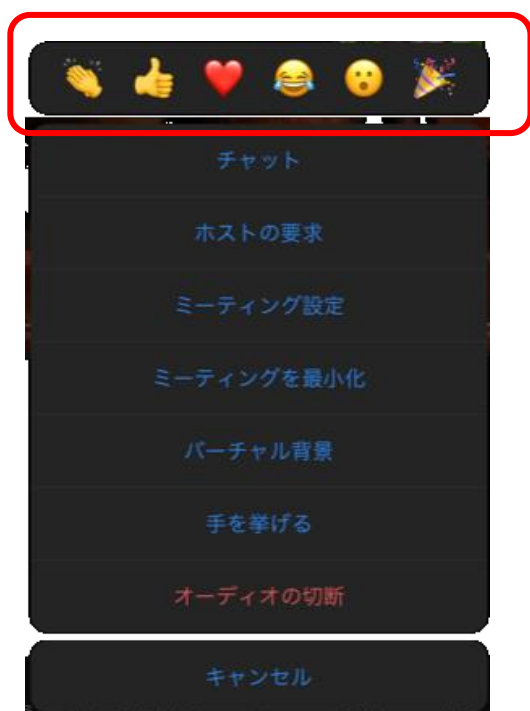 チャット
ホストの要求
ミーティング設定
ミーティングを最小化
バーチャル背景
手を挙げる
オーディオの切断
キャンセル